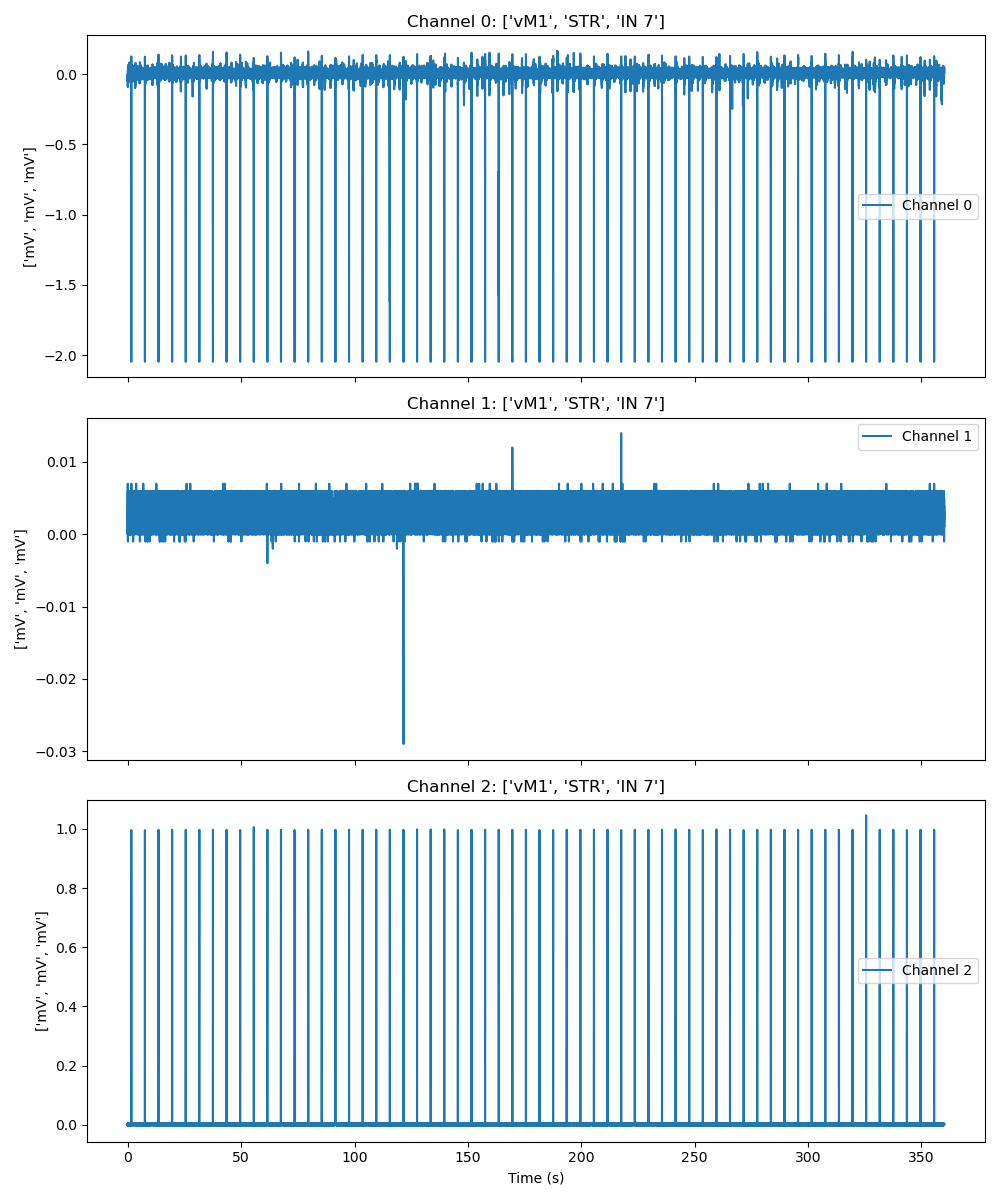 Channel 0: ['vM1', 'STR', 'IN 7']
0.0
−0.5
−1.0
−1.5
−2.0
['mV', 'mV', 'mV']
Channel 0
Channel 1: ['vM1', 'STR', 'IN 7']
0.01
0.00
−0.01
−0.02
−0.03
['mV', 'mV', 'mV']
Channel 1
Channel 2: ['vM1', 'STR', 'IN 7']
1.0
0.8
0.6
0.4
0.2
0.0
['mV', 'mV', 'mV']
Channel 2
0 50 100 150 200 250 300 350
Time (s)